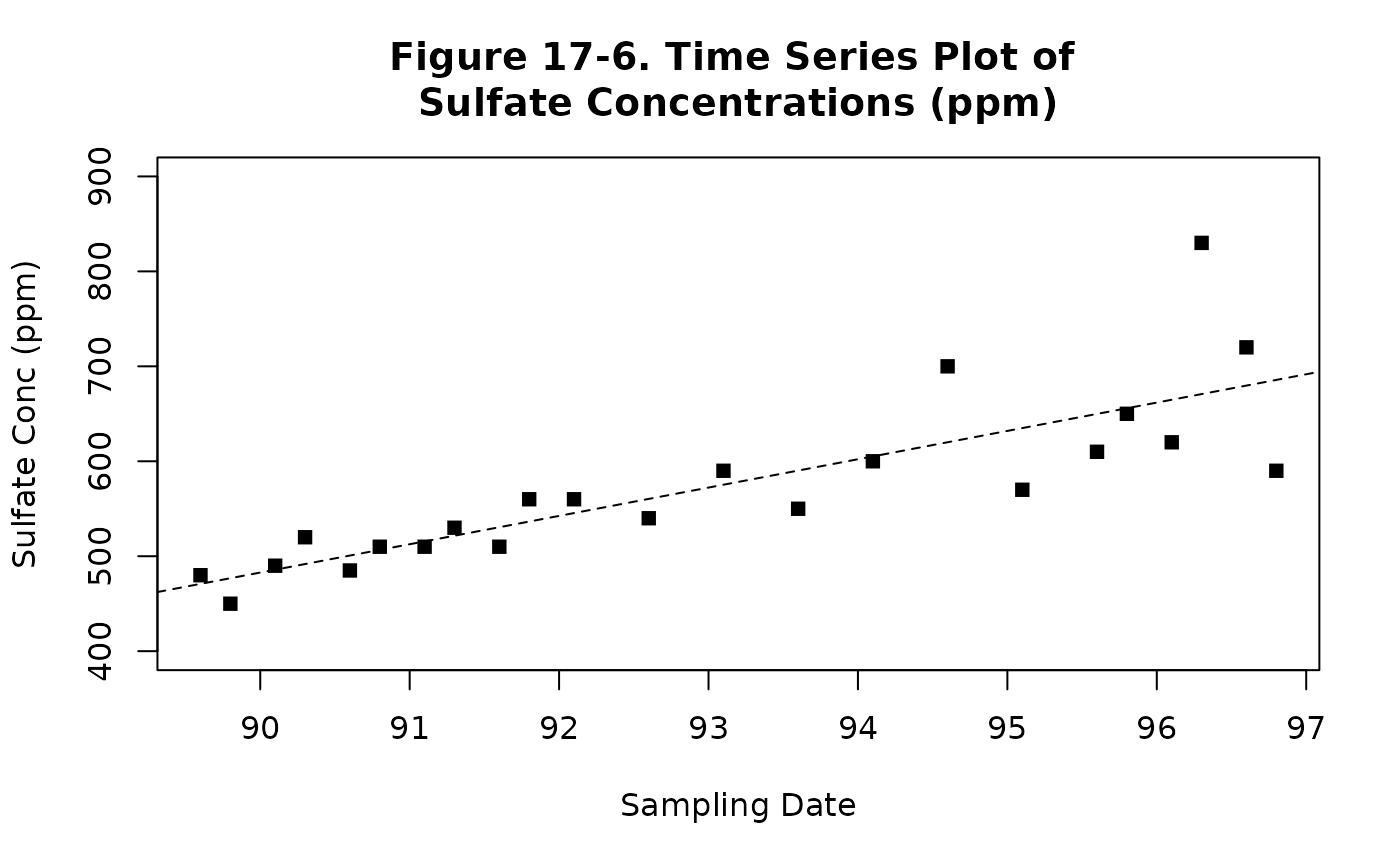 Figure 17-6. Time Series Plot of
Sulfate Concentrations (ppm)
Sulfate Conc (ppm)
900
800
700
600
500
400
90 91 92 93 94 95 96 97
Sampling Date